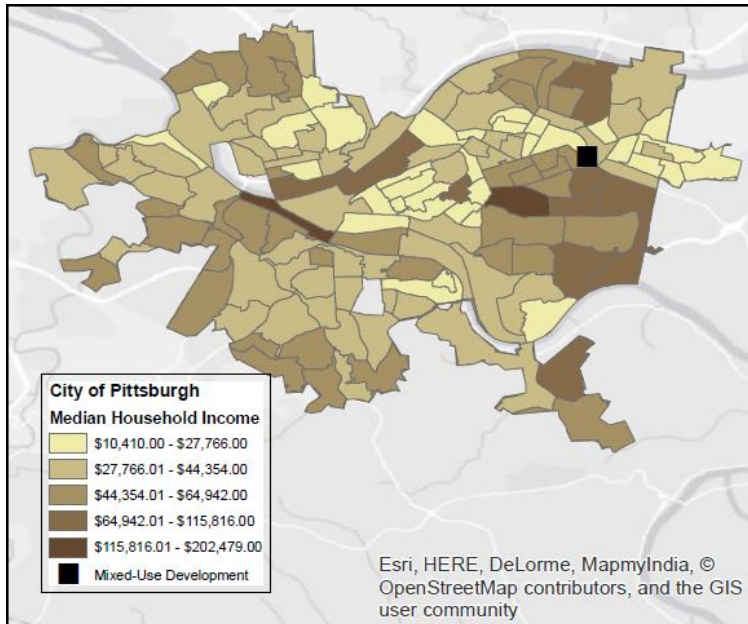 City of Pittsburgh
Median Household Income
$10,410.00 - $27,766.00
$27,766.01 - $44,354.00
$44,354.01 - $64,942.00
$64,942.01 - $115,816.00
$115,816.01 - $202,479.00
Mixed-Use Development
Esri, HERE, DeLorme, MapmyIndia, ©
OpenStreetMap contributors, and the GIS
user community